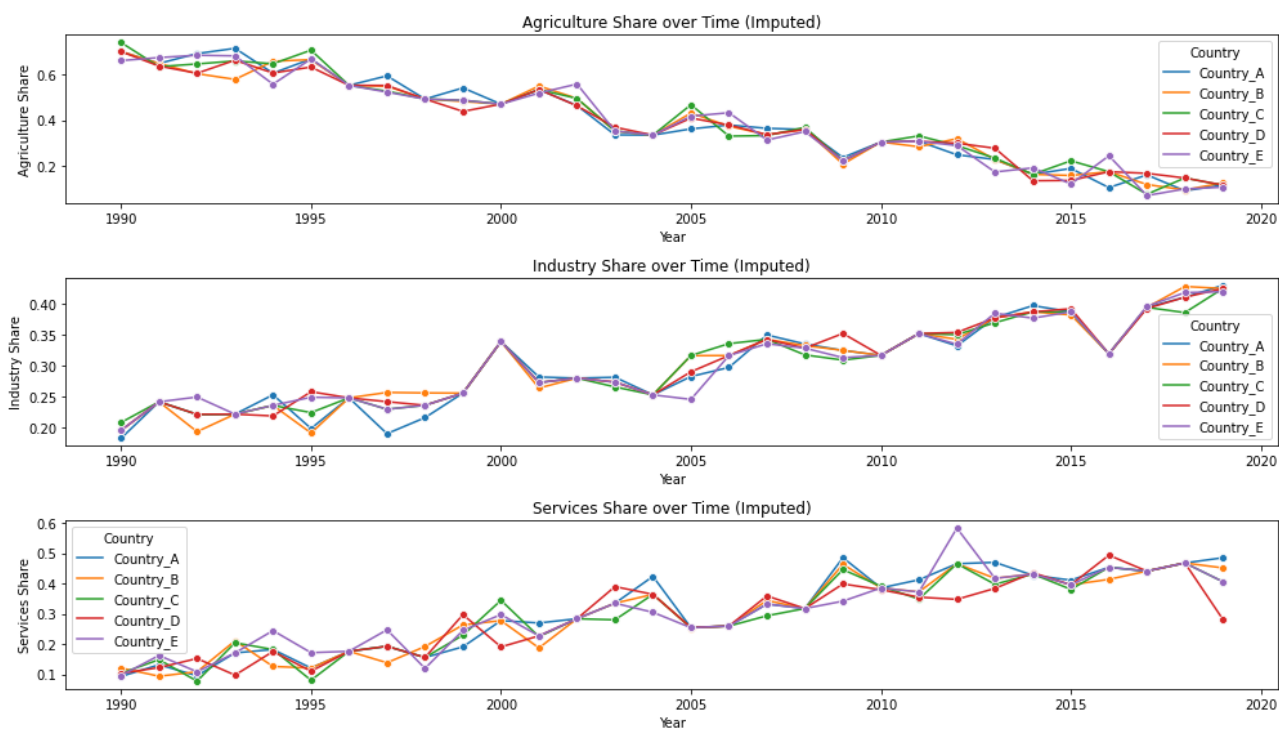 Agriculture Share over Time (Imputed)
Agriculture Share
0.6
0.4
0.2
Country
Country_A
Country_B
Country_C
Country_D
Country_E
1990 1995 2000 2005 2010 2015 2020
Year
Industry Share over Time (Imputed)
Industry Share
0.40
0.35
0.30
0.25
0.20
Country
Country_A
Country_B
Country_C
Country_D
Country_E
1990 1995 2000 2005 2010 2015 2020
Year
Services Share over Time (Imputed)
Services Share
0.6
0.5
0.4
0.3
0.2
0.1
Country
Country_A
Country_B
Country_C
Country_D
Country_E
1990 1995 2000 2005 2010 2015 2020
Year